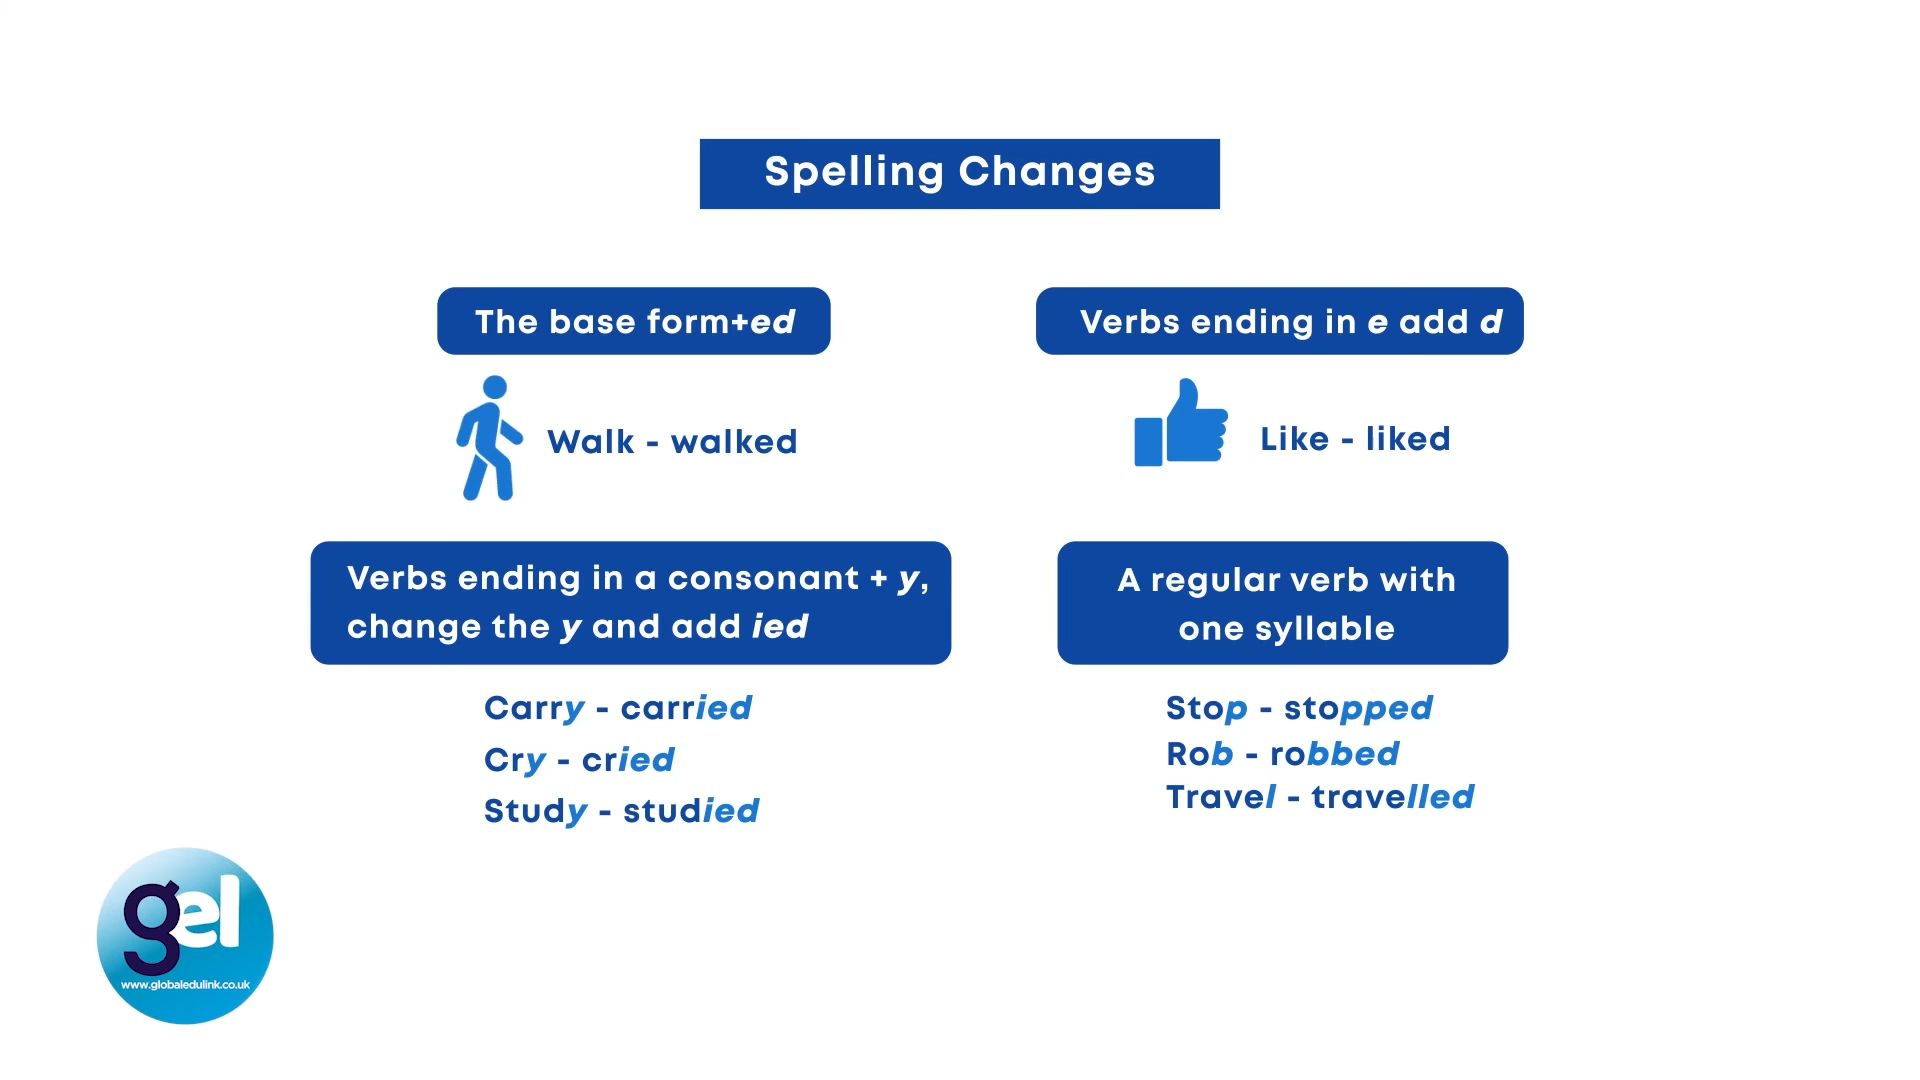 Spelling Changes
The base form+ed
Walk - walked
Verbs ending in e add d
Like - liked
Verbs ending in a consonant + y,
change the y and add ied
Carry - carried
Cry - cried
Study - studied
A regular verb with
one syllable
Stop - stopped
Rob - robbed
Travel - travelled
gel
www.globaledulink.co.uk